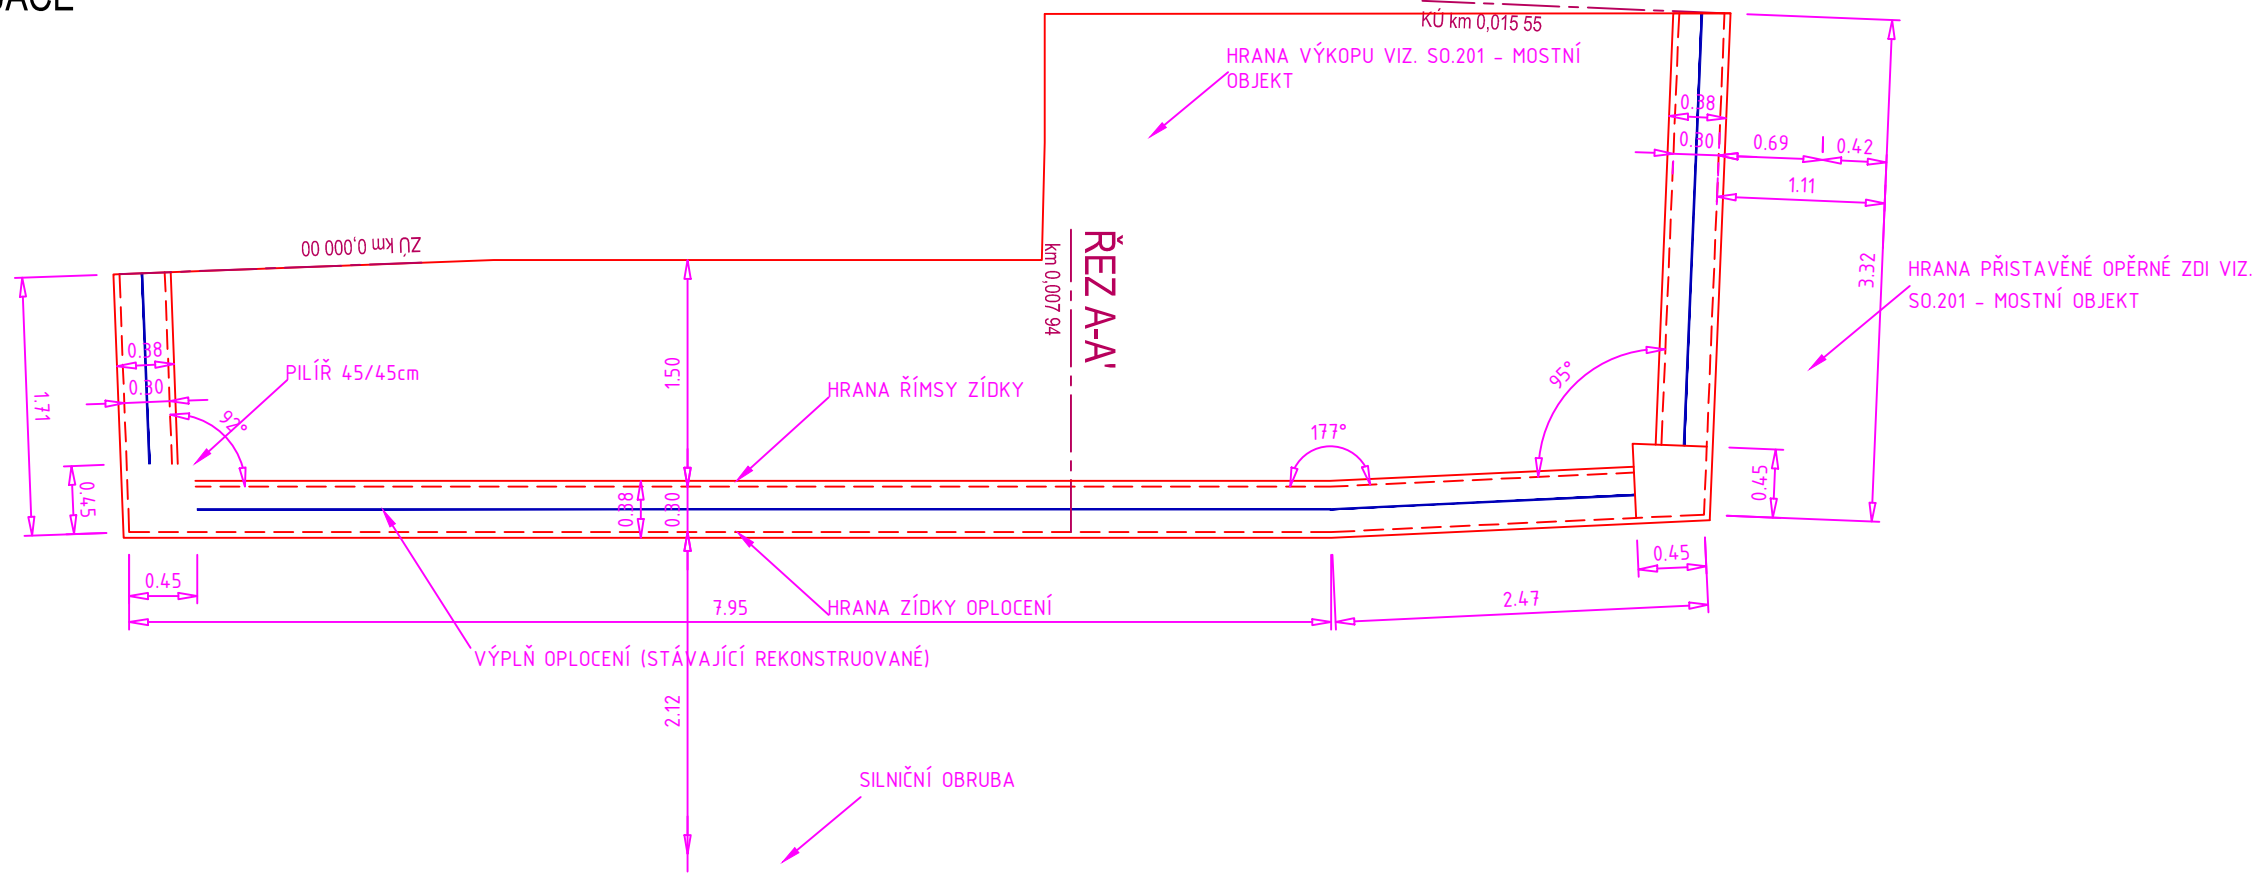 KÚ km 0,015 55
HRANA VÝKOPU VIZ. SO.201 - MOSTNÍ
OBJEKT
0.38
0.30
0.69
0.42
1.11
3.32
HRANA PŘISTAVĚNÉ OPĚRNÉ ZDI VIZ.
SO.201 - MOSTNÍ OBJEKT
ZÚ km 0,000 00
ŘEZ A-A'
km 0,007 94
1.71
0.38
0.30
PILÍŘ 45/45cm
92°
0.45
1.50
HRANA ŘÍMSY ZÍDKY
95°
177°
0.38
0.30
0.45
0.45
0.45
7.95
HRANA ZÍDKY OPLOCENÍ
2.47
VÝPLŇ OPLOCENÍ (STÁVAJÍCÍ REKONSTRUOVANÉ)
2.12
SILNIČNÍ OBRUBA